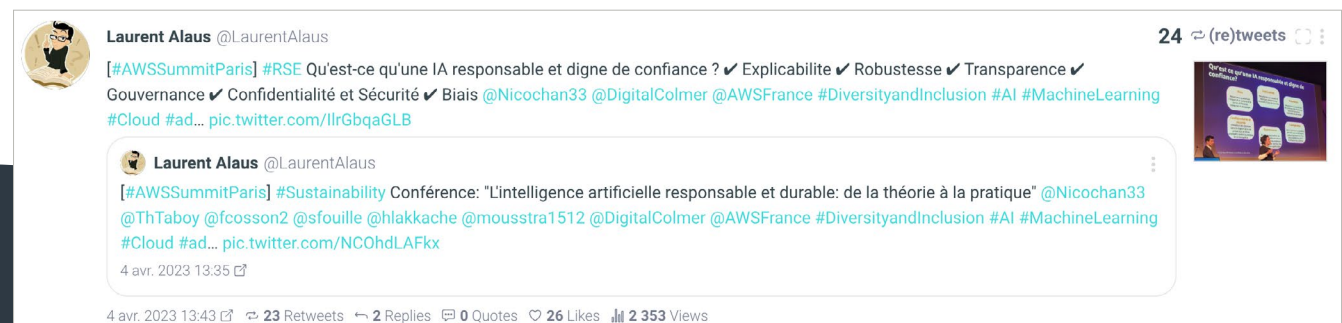 Laurent Alaus @LaurentAlaus
24 (re)tweets
[#AWSSummitParis] #RSE Qu'est-ce qu'une IA responsable et digne de confiance ? ✔ Explicabilite ✔ Robustesse ✔ Transparence ✔
Gouvernance ✔ Confidentialité et Sécurité ✔ Biais @Nicochan33 @DigitalColmer @AWSFrance #DiversityandInclusion #AI #MachineLearning
#Cloud #ad… pic.twitter.com/IlrGbqaGLB
Qu'est ce qu'une IA responsable et digne de
confiance?
Laurent Alaus @LaurentAlaus
[#AWSSummitParis] #Sustainability Conférence: "L'intelligence artificielle responsable et durable: de la théorie à la pratique" @Nicochan33
@ThTaboy @fcosson2 @sfouille @hlakkache @mousstra1512 @DigitalColmer @AWSFrance #DiversityandInclusion #AI #MachineLearning
#Cloud #ad… pic.twitter.com/NCOhdLAFkx
4 avr. 2023 13:35
4 avr. 2023 13:43 23 Retweets 2 Replies 0 Quotes 26 Likes 2 353 Views